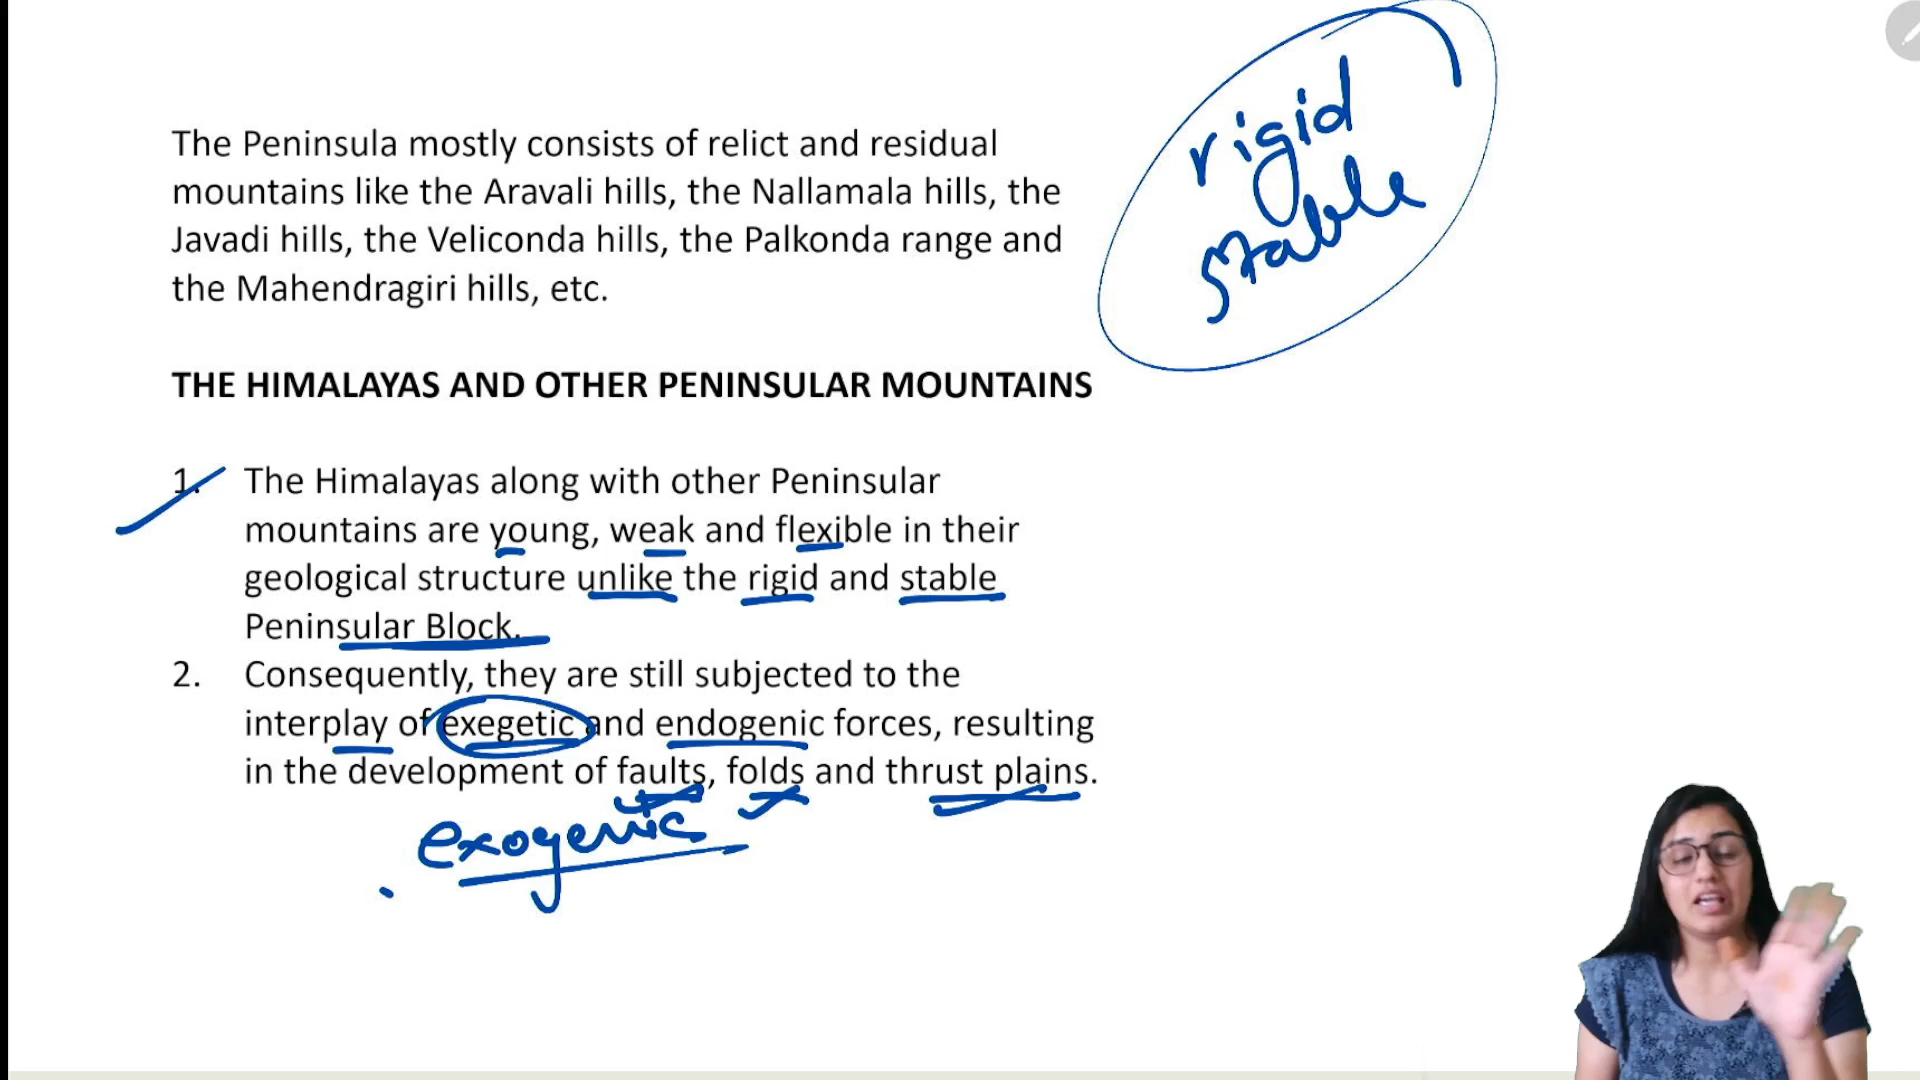 The Peninsula mostly consists of relict and residual
mountains like the Aravali hills, the Nallamala hills, the
Javadi hills, the Veliconda hills, the Palkonda range and
the Mahendragiri hills, etc.
rigid
stable
THE HIMALAYAS AND OTHER PENINSULAR MOUNTAINS
1. The Himalayas along with other Peninsular
mountains are young, weak and flexible in their
geological structure unlike the rigid and stable
Peninsular Block.
2. Consequently, they are still subjected to the
interplay of exegetic and endogenic forces, resulting
in the development of faults, folds and thrust plains.
exogenic